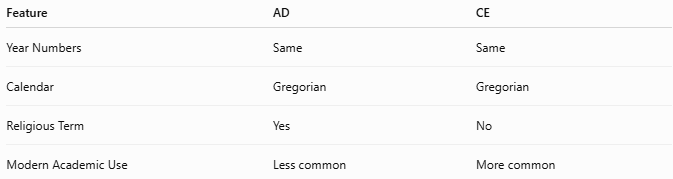 Feature AD CE
Year Numbers Same Same
Calendar Gregorian Gregorian
Religious Term Yes No
Modern Academic Use Less common More common